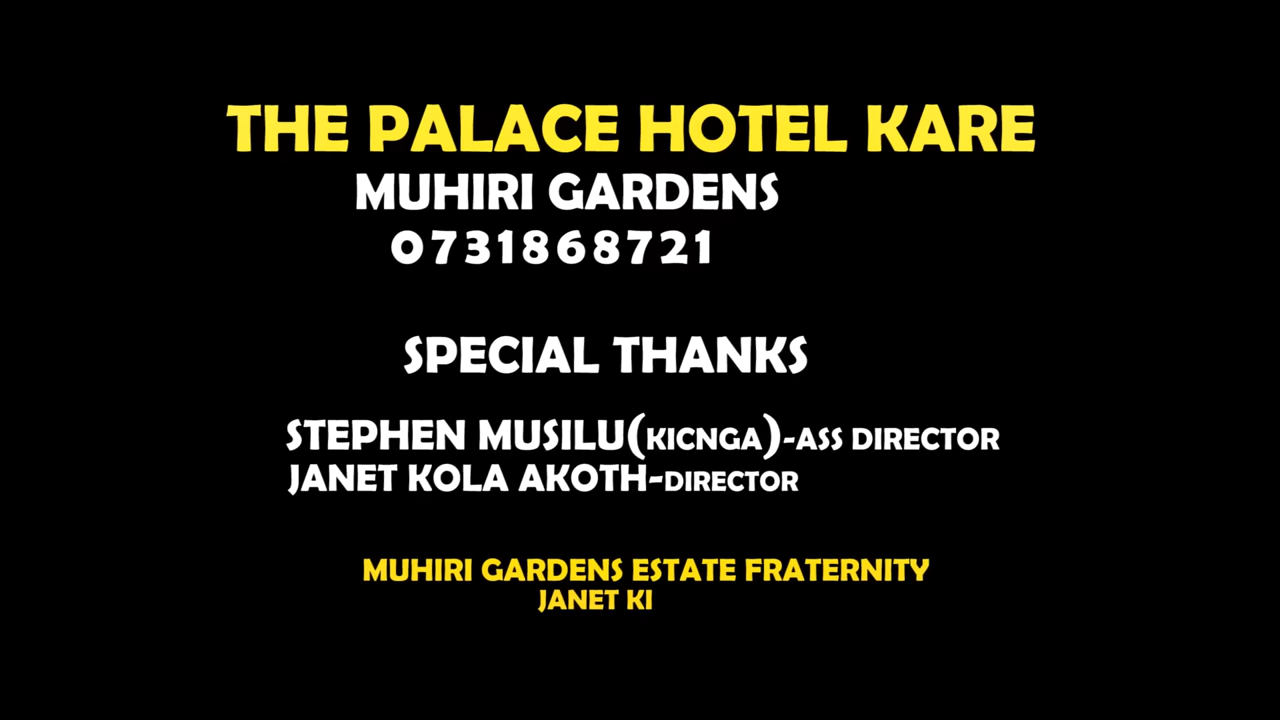 THE PALACE HOTEL KARE
MUHIRI GARDENS
0731868721
SPECIAL THANKS
STEPHEN MUSILU(KICNGA)-ASS DIRECTOR
JANET KOLA AKOTH-DIRECTOR
MUHIRI GARDENS ESTATE FRATERNITY
JANET KI